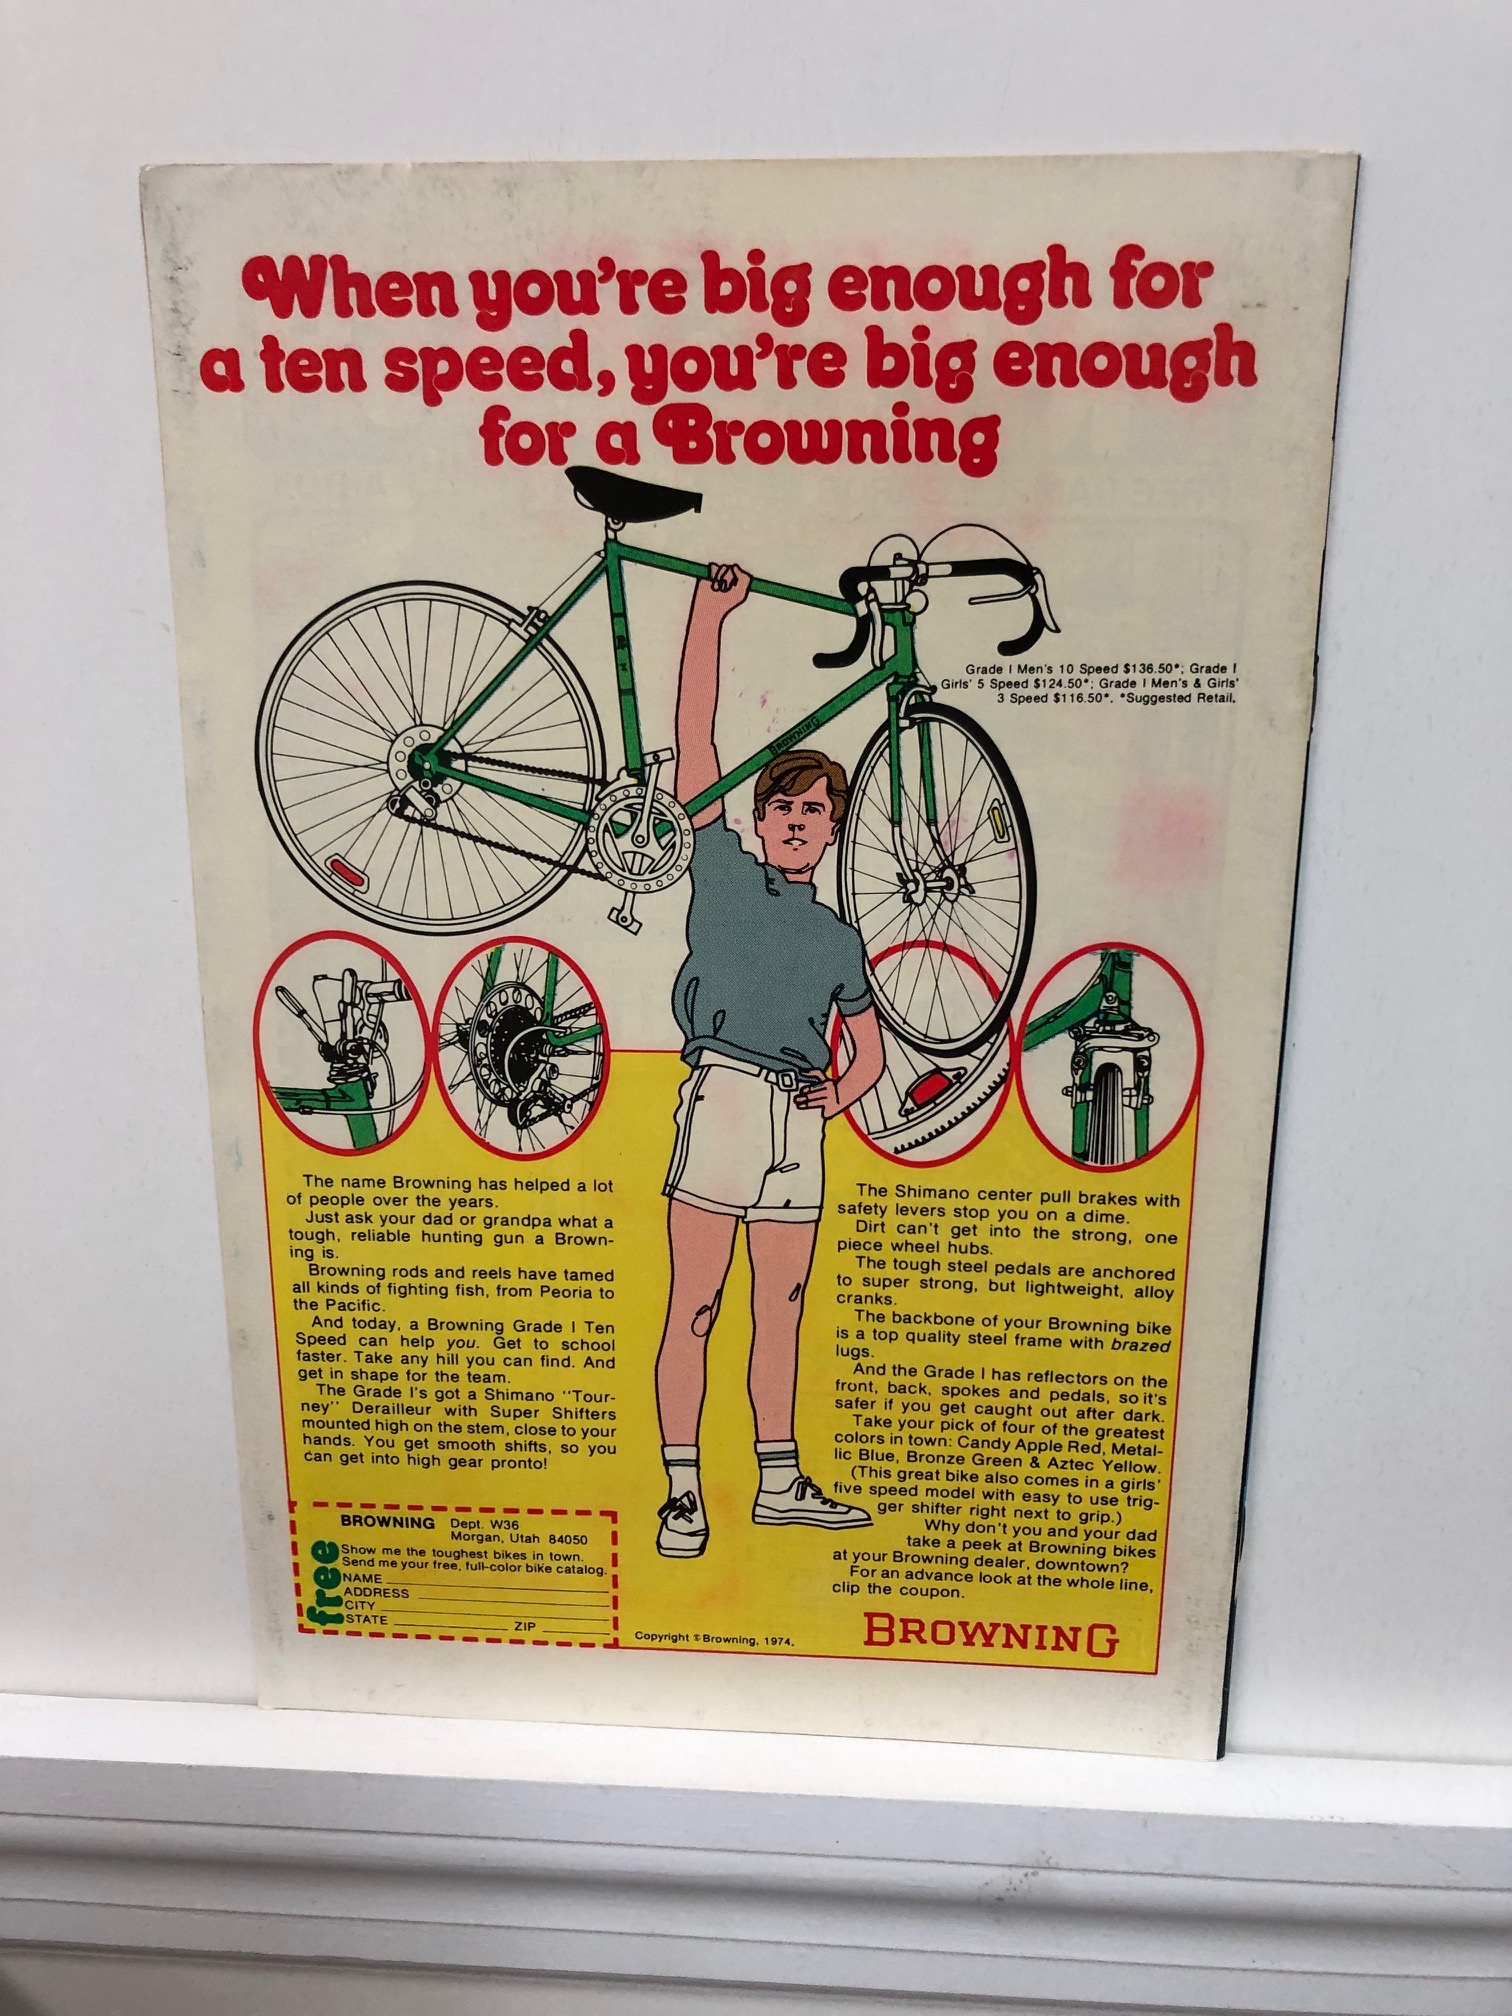 When you're big enough for
a ten speed, you're big enough
for a Browning
BROWNING
Grade I Men's 10 Speed $136.50*; Grade I
Girls' 5 Speed $124.50*; Grade I Men's & Girls'
3 Speed $116.50*. *Suggested Retail.
The name Browning has helped a lot
of people over the years.
Just ask your dad or grandpa what a
tough, reliable hunting gun a Brown-
ing is.
Browning rods and reels have tamed
all kinds of fighting fish, from Peoria to
the Pacific.
And today, a Browning Grade I Ten
Speed can help you. Get to school
faster. Take any hill you can find. And
get in shape for the team.
The Grade I's got a Shimano "Tour-
ney" Derailleur with Super Shifters
mounted high on the stem, close to your
hands. You get smooth shifts, so you
can get into high gear pronto!
The Shimano center pull brakes with
safety levers stop you on a dime.
Dirt can't get into the strong, one
piece wheel hubs.
The tough steel pedals are anchored
to super strong, but lightweight, alloy
cranks.
The backbone of your Browning bike
is a top quality steel frame with brazed
lugs.
And the Grade I has reflectors on the
front, back, spokes and pedals, so it's
safer if you get caught out after dark.
Take your pick of four of the greatest
colors in town: Candy Apple Red, Metal-
lic Blue, Bronze Green & Aztec Yellow.
(This great bike also comes in a girls'
five speed model with easy to use trig-
ger shifter right next to grip.)
Why don't you and your dad
take a peek at Browning bikes
at your Browning dealer, downtown?
For an advance look at the whole line,
clip the coupon.
BROWNING Dept. W36
Morgan, Utah 84050
free
Show me the toughest bikes in town.
Send me your free, full-color bike catalog.
NAME
ADDRESS
CITY
STATE ZIP
Copyright © Browning, 1974.
BROWNING